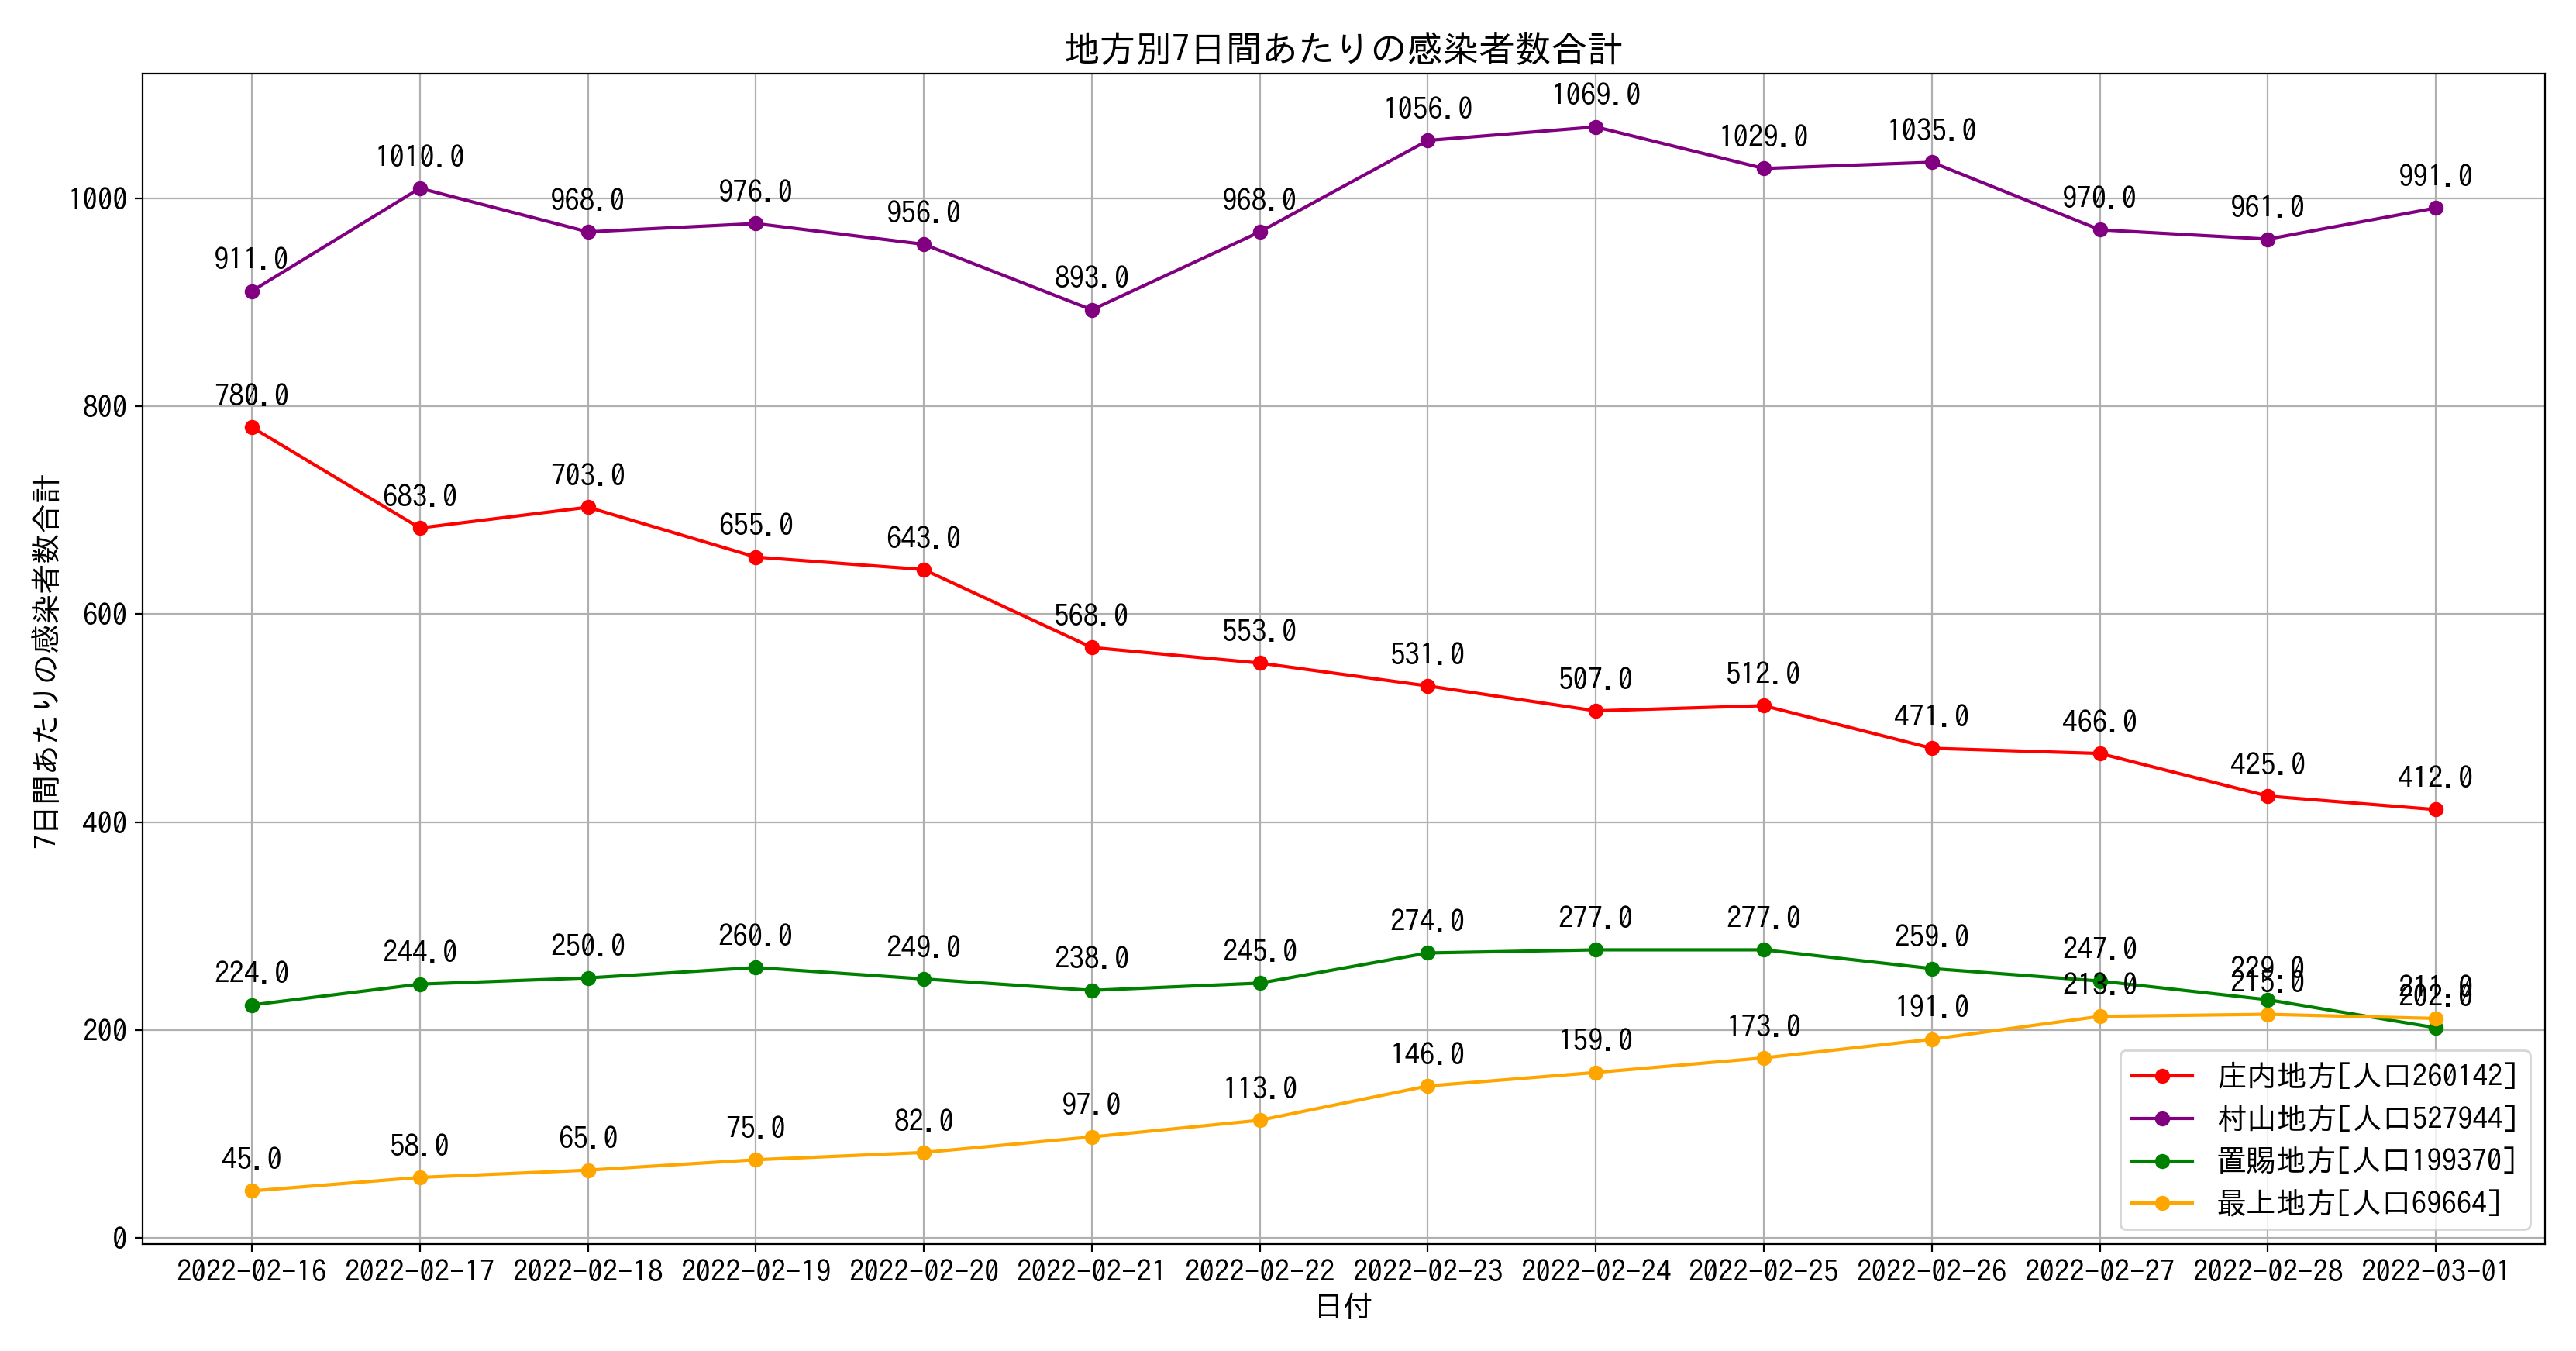 地方別7日間あたりの感染者数合計
7日間あたりの感染者数合計
1000
800
600
400
200
0
911.0 1010.0 968.0 976.0 956.0 893.0 968.0 1056.0 1069.0 1029.0 1035.0 970.0 961.0 991.0
780.0 683.0 703.0 655.0 643.0 568.0 553.0 531.0 507.0 512.0 471.0 466.0 425.0 412.0
224.0 244.0 250.0 260.0 249.0 238.0 245.0 274.0 277.0 277.0 259.0 247.0 229.0 202.0
45.0 58.0 65.0 75.0 82.0 97.0 113.0 146.0 159.0 173.0 191.0 213.0 215.0 211.0
庄内地方[人口260142]
村山地方[人口527944]
置賜地方[人口199370]
最上地方[人口69664]
2022-02-16 2022-02-17 2022-02-18 2022-02-19 2022-02-20 2022-02-21 2022-02-22 2022-02-23 2022-02-24 2022-02-25 2022-02-26 2022-02-27 2022-02-28 2022-03-01
日付